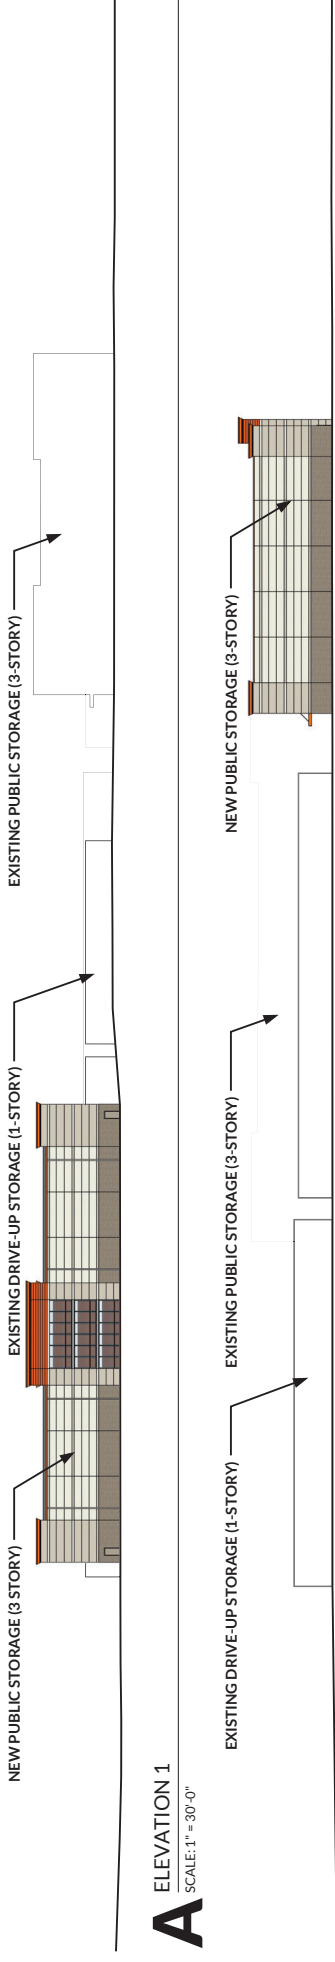 NEW PUBLIC STORAGE (3 STORY)
EXISTING DRIVE-UP STORAGE (1-STORY)
EXISTING PUBLIC STORAGE (3-STORY)
A
ELEVATION 1
SCALE: 1" = 30'-0"
EXISTING DRIVE-UP STORAGE (1-STORY)
EXISTING PUBLIC STORAGE (3-STORY)
NEW PUBLIC STORAGE (3-STORY)